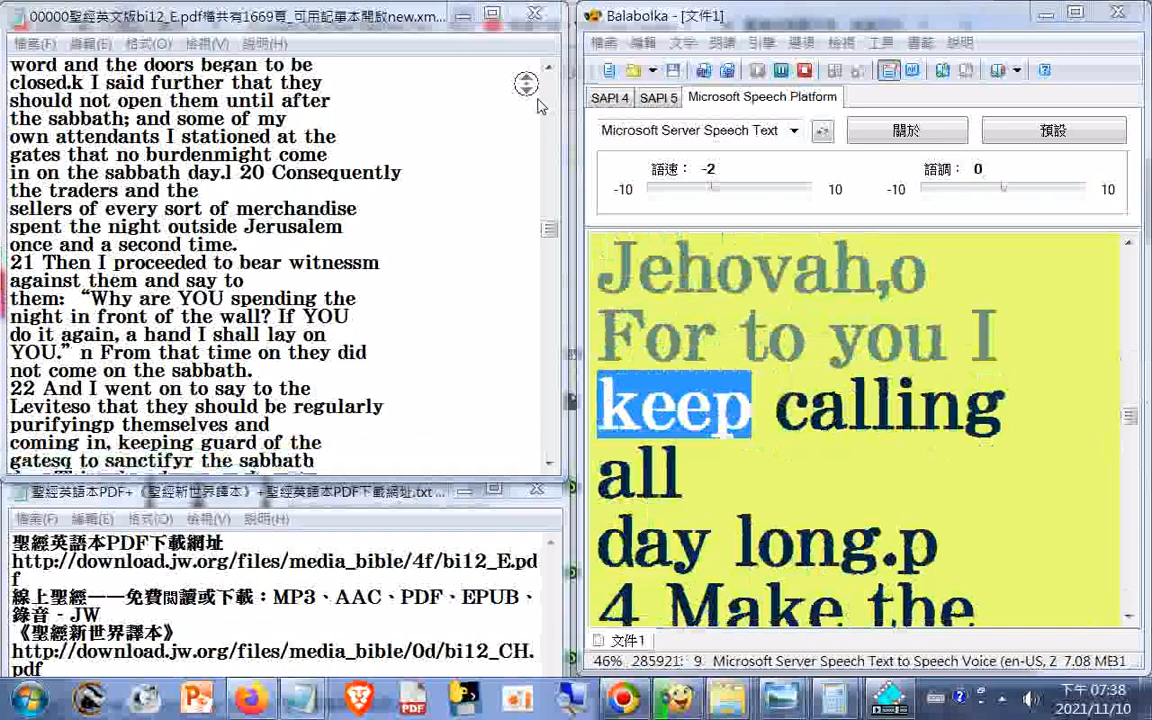 00000聖經英文版bi12_E.pdf檔共有1669頁_可用記事本開啟new.xm...
檔案(F) 編輯(E) 格式(O) 檢視(V) 說明(H)
word and the doors began to be
closed.k I said further that they
should not open them until after
the sabbath; and some of my
own attendants I stationed at the
gates that no burdenmight come
in on the sabbath day.l 20 Consequently
the traders and the
sellers of every sort of merchandise
spent the night outside Jerusalem
once and a second time.
21 Then I proceeded to bear witnessm
against them and say to
them: “Why are YOU spending the
night in front of the wall? If YOU
do it again, a hand I shall lay on
YOU.” n From that time on they did
not come on the sabbath.
22 And I went on to say to the
Leviteso that they should be regularly
purifyingp themselves and
coming in, keeping guard of the
gatesq to sanctifyr the sabbath
聖經英語本PDF+《聖經新世界譯本》+聖經英語本PDF下載網址.txt ...
檔案(F) 編輯(E) 格式(O) 檢視(V) 說明(H)
聖經英語本PDF下載網址
http://download.jw.org/files/media_bible/4f/bi12_E.pd
f
線上聖經——免費閱讀或下載：MP3、AAC、PDF、EPUB、
錄音 - JW
《聖經新世界譯本》
http://download.jw.org/files/media_bible/0d/bi12_CH.
pdf
Balabolka - [文件1]
檔案 編輯 文字 朗讀 引擎 選項 檢視 工具 書籤 說明
SAPI 4 SAPI 5 Microsoft Speech Platform
Microsoft Server Speech Text 關於 預設
語速： -2 語調： 0
-10 10 -10 10
Jehovah,o
For to you I
keep calling
all
day long.p
4 Make the
文件1
46% 285921: 9 Microsoft Server Speech Text to Speech Voice (en-US, Z 7.08 MB
下午 07:38
2021/11/10